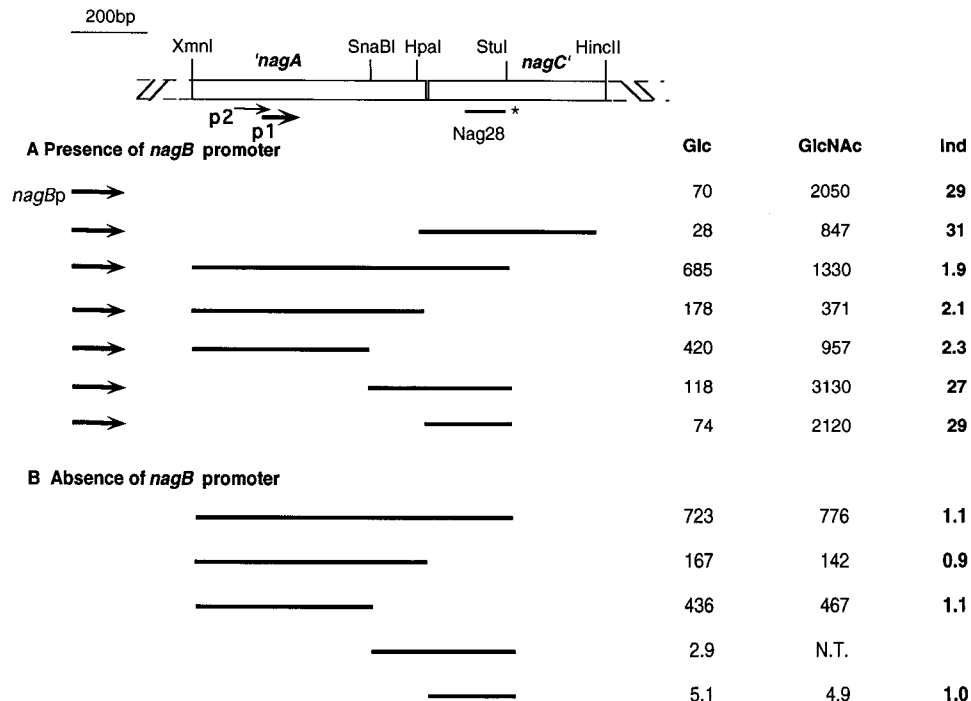 200bp
XmnI SnaBI HpaI StuI HincII
'nagA nagC'
p2
p1
Nag28 *
A Presence of nagB promoter Glc GlcNAc Ind
nagBp 70 2050 29
28 847 31
685 1330 1.9
178 371 2.1
420 957 2.3
118 3130 27
74 2120 29
B Absence of nagB promoter
723 776 1.1
167 142 0.9
436 467 1.1
2.9 N.T.
5.1 4.9 1.0